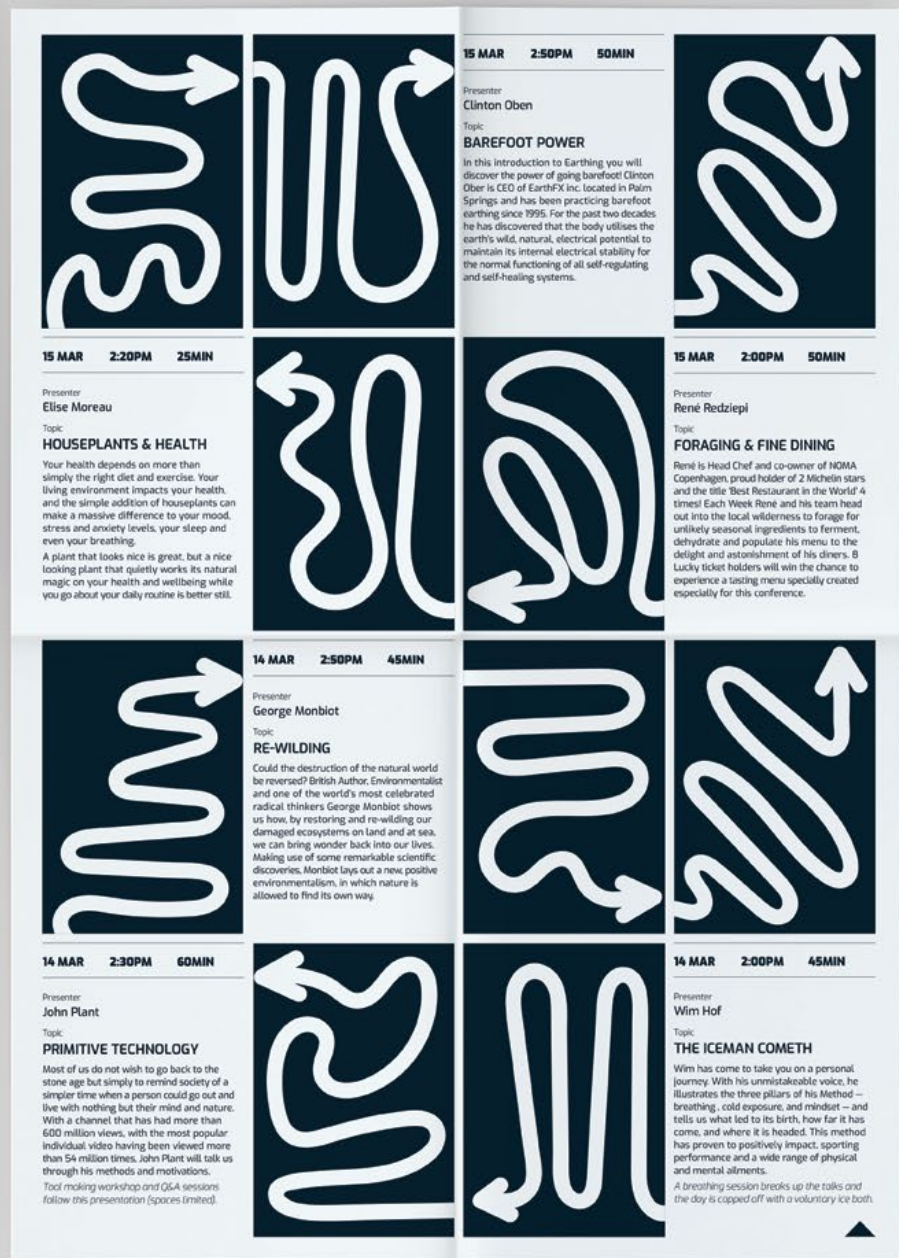 15 MAR 2:50PM 50MIN
Presenter
Clinton Oben
Topic
BAREFOOT POWER
In this introduction to Earthing you will
discover the power of going barefoot! Clinton
Ober is CEO of EarthFX inc. located in Palm
Springs and has been practicing barefoot
earthing since 1995. For the past two decades
he has discovered that the body utilises the
earth's wild, natural, electrical potential to
maintain its internal electrical stability for
the normal functioning of all self-regulating
and self-healing systems.
15 MAR 2:20PM 25MIN
Presenter
Elise Moreau
Topic
HOUSEPLANTS & HEALTH
Your health depends on more than
simply the right diet and exercise. Your
living environment impacts your health,
and the simple addition of houseplants can
make a massive difference to your mood,
stress and anxiety levels, your sleep and
even your breathing.
A plant that looks nice is great, but a nice
looking plant that quietly works its natural
magic on your health and wellbeing while
you go about your daily routine is better still.
15 MAR 2:00PM 50MIN
Presenter
René Redziepi
Topic
FORAGING & FINE DINING
René is Head Chef and co-owner of NOMA
Copenhagen, proud holder of 2 Michelin stars
and the title 'Best Restaurant in the World' 4
times! Each Week René and his team head
out into the local wilderness to forage for
unlikely seasonal ingredients to ferment,
dehydrate and populate his menu to the
delight and astonishment of his diners. 8
Lucky ticket holders will win the chance to
experience a tasting menu specially created
especially for this conference.
14 MAR 2:50PM 45MIN
Presenter
George Monbiot
Topic
RE-WILDING
Could the destruction of the natural world
be reversed? British Author, Environmentalist
and one of the world's most celebrated
radical thinkers George Monbiot shows
us how, by restoring and re-wilding our
damaged ecosystems on land and at sea,
we can bring wonder back into our lives.
Making use of some remarkable scientific
discoveries, Monbiot lays out a new, positive
environmentalism, in which nature is
allowed to find its own way.
14 MAR 2:30PM 60MIN
Presenter
John Plant
Topic
PRIMITIVE TECHNOLOGY
Most of us do not wish to go back to the
stone age but simply to remind society of a
simpler time when a person could go out and
live with nothing but their mind and nature.
With a channel that has had more than
600 million views, with the most popular
individual video having been viewed more
than 54 million times, John Plant will talk us
through his methods and motivations.
Tool making workshop and Q&A sessions
follow this presentation (spaces limited).
14 MAR 2:00PM 45MIN
Presenter
Wim Hof
Topic
THE ICEMAN COMETH
Wim has come to take you on a personal
journey. With his unmistakeable voice, he
illustrates the three pillars of his Method –
breathing , cold exposure, and mindset – and
tells us what led to its birth, how far it has
come, and where it is headed. This method
has proven to positively impact, sporting
performance and a wide range of physical
and mental ailments.
A breathing session breaks up the talks and
the day is capped off with a voluntary ice bath.